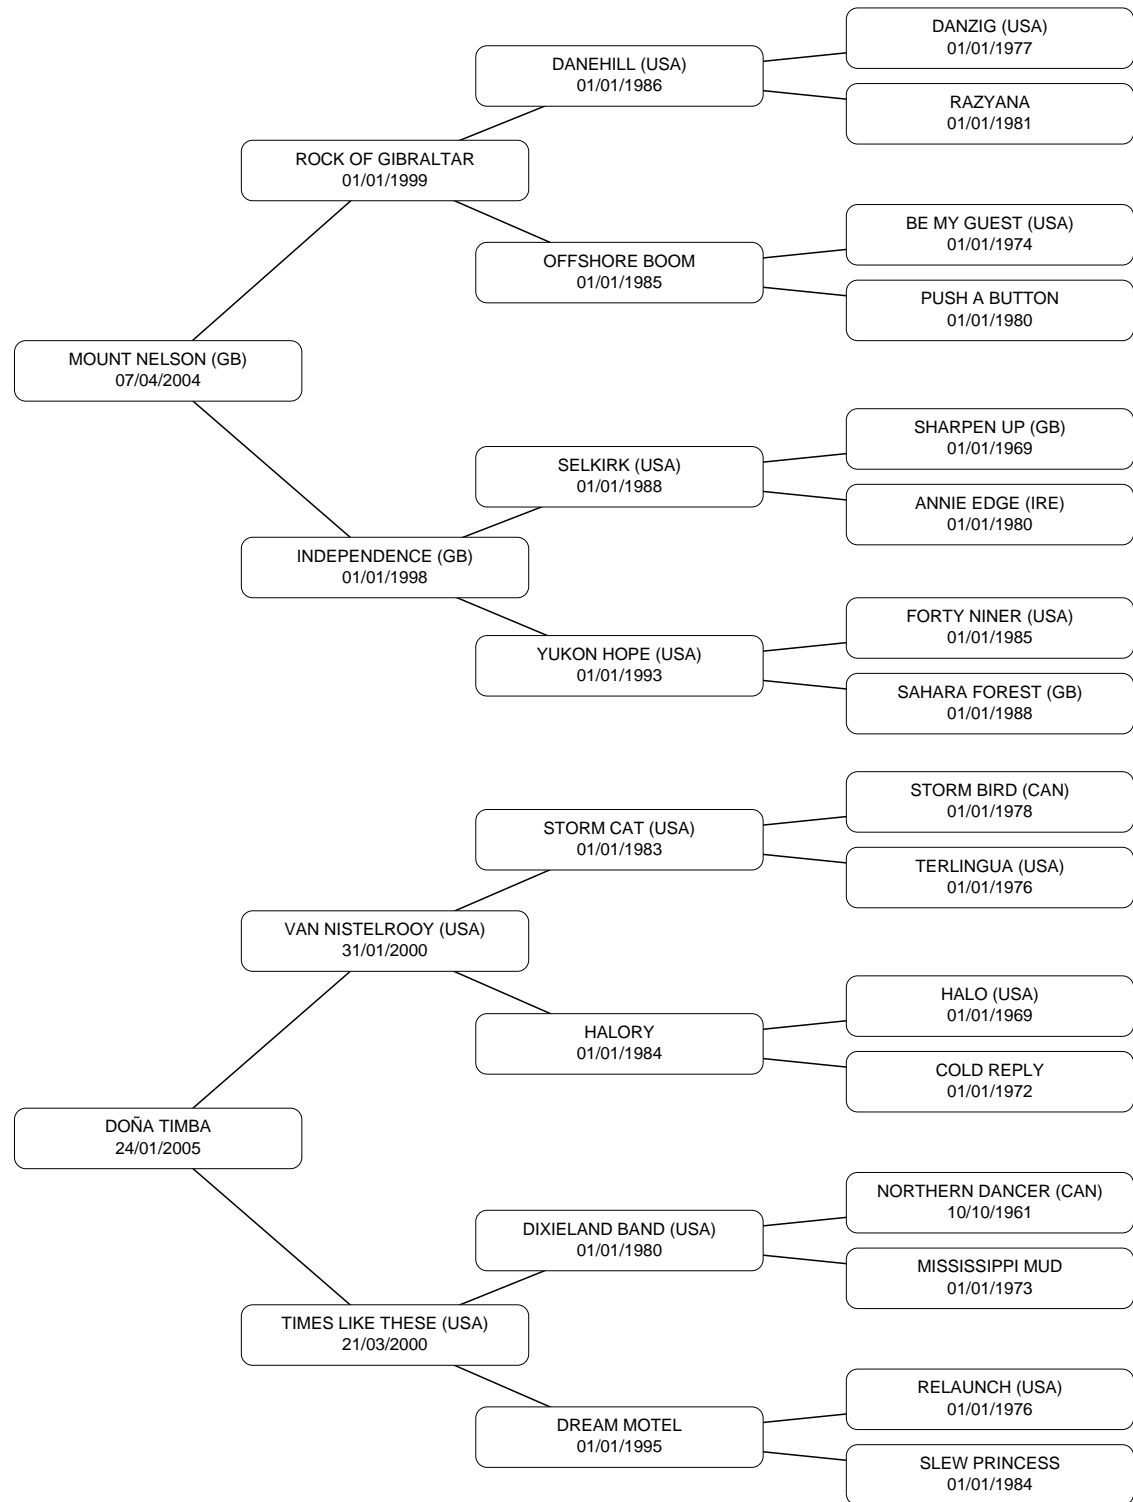 DANZIG (USA)
01/01/1977
DANEHILL (USA)
01/01/1986
RAZYANA
01/01/1981
ROCK OF GIBRALTAR
01/01/1999
BE MY GUEST (USA)
01/01/1974
OFFSHORE BOOM
01/01/1985
PUSH A BUTTON
01/01/1980
MOUNT NELSON (GB)
07/04/2004
SHARPEN UP (GB)
01/01/1969
SELKIRK (USA)
01/01/1988
ANNIE EDGE (IRE)
01/01/1980
INDEPENDENCE (GB)
01/01/1998
FORTY NINER (USA)
01/01/1985
YUKON HOPE (USA)
01/01/1993
SAHARA FOREST (GB)
01/01/1988
STORM BIRD (CAN)
01/01/1978
STORM CAT (USA)
01/01/1983
TERLINGUA (USA)
01/01/1976
VAN NISTELROOY (USA)
31/01/2000
HALO (USA)
01/01/1969
HALORY
01/01/1984
COLD REPLY
01/01/1972
DOÑA TIMBA
24/01/2005
NORTHERN DANCER (CAN)
10/10/1961
DIXIELAND BAND (USA)
01/01/1980
MISSISSIPPI MUD
01/01/1973
TIMES LIKE THESE (USA)
21/03/2000
RELAUNCH (USA)
01/01/1976
DREAM MOTEL
01/01/1995
SLEW PRINCESS
01/01/1984